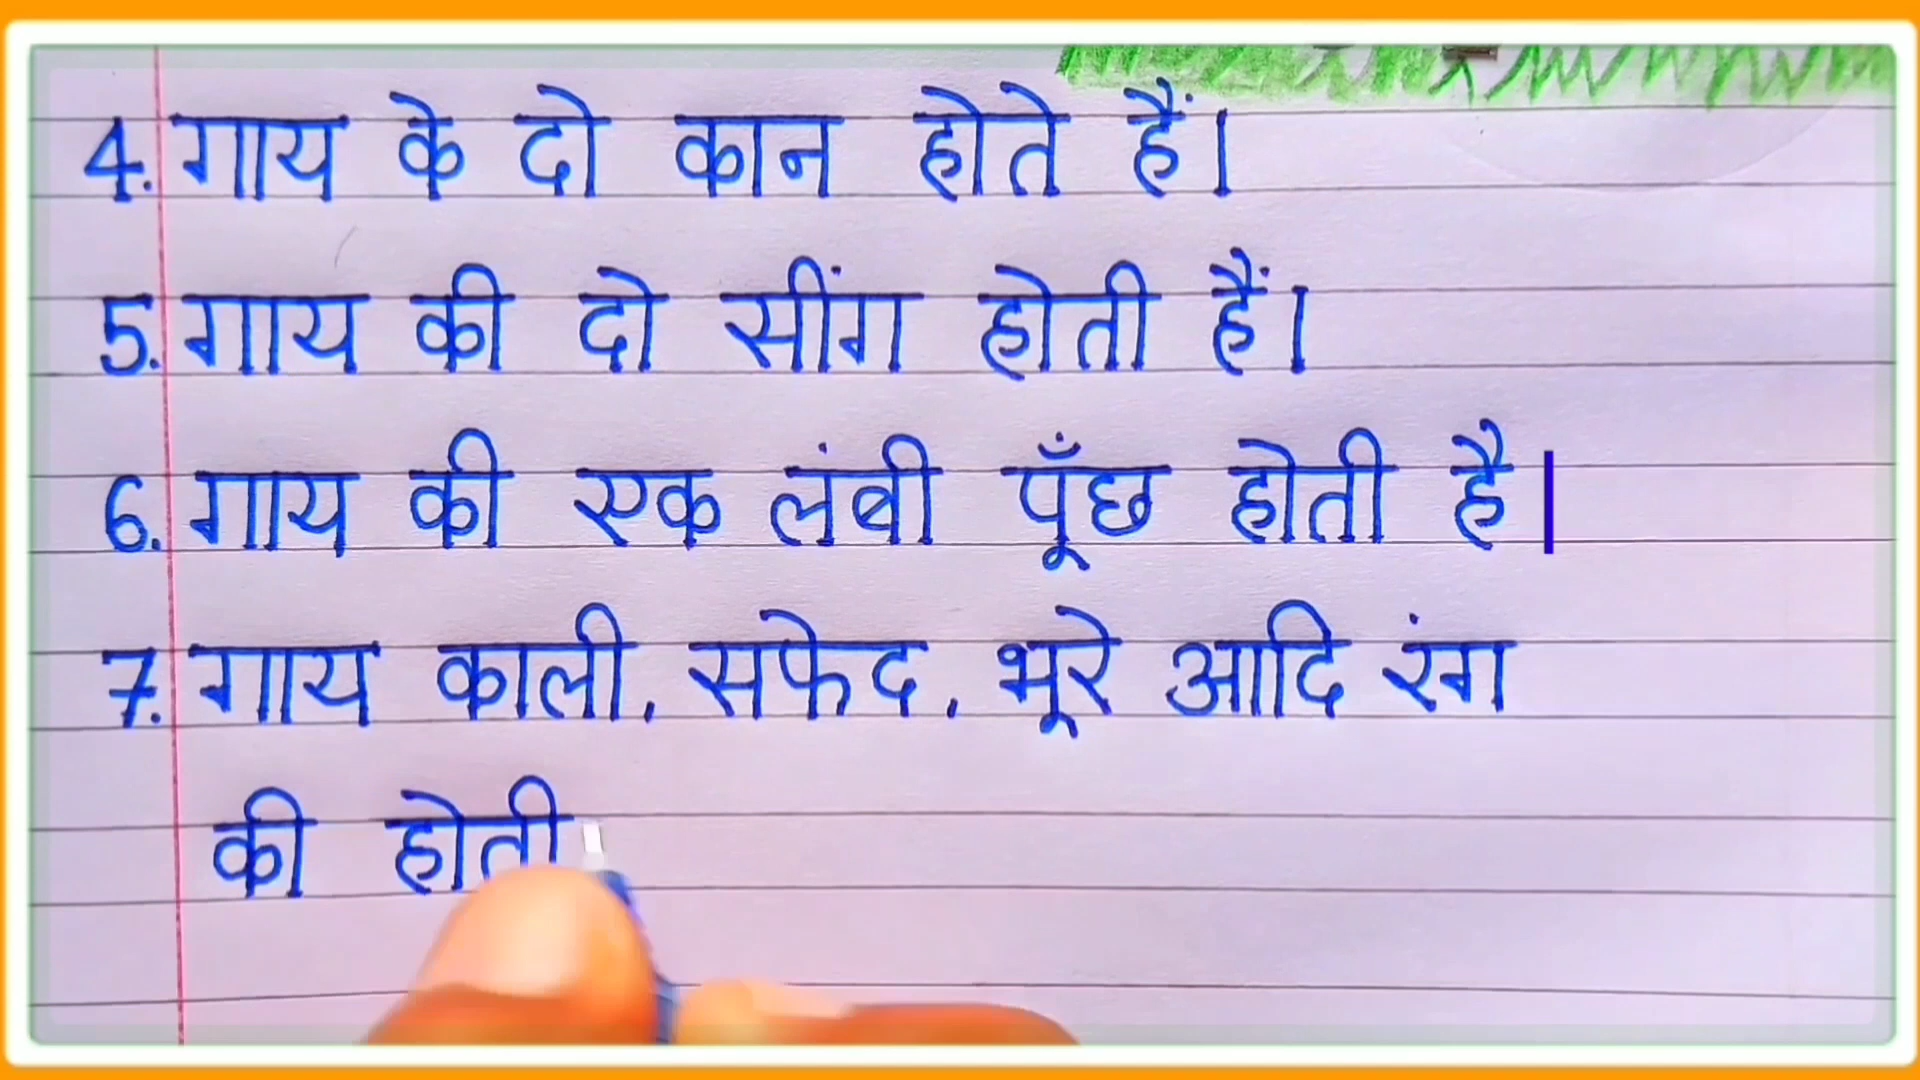 4. गाय के दो कान होते हैं।
5. गाय की दो सींग होती हैं।
6. गाय की एक लंबी पूँछ होती है।
7. गाय काली, सफेद, भूरे आदि रंग
की होती